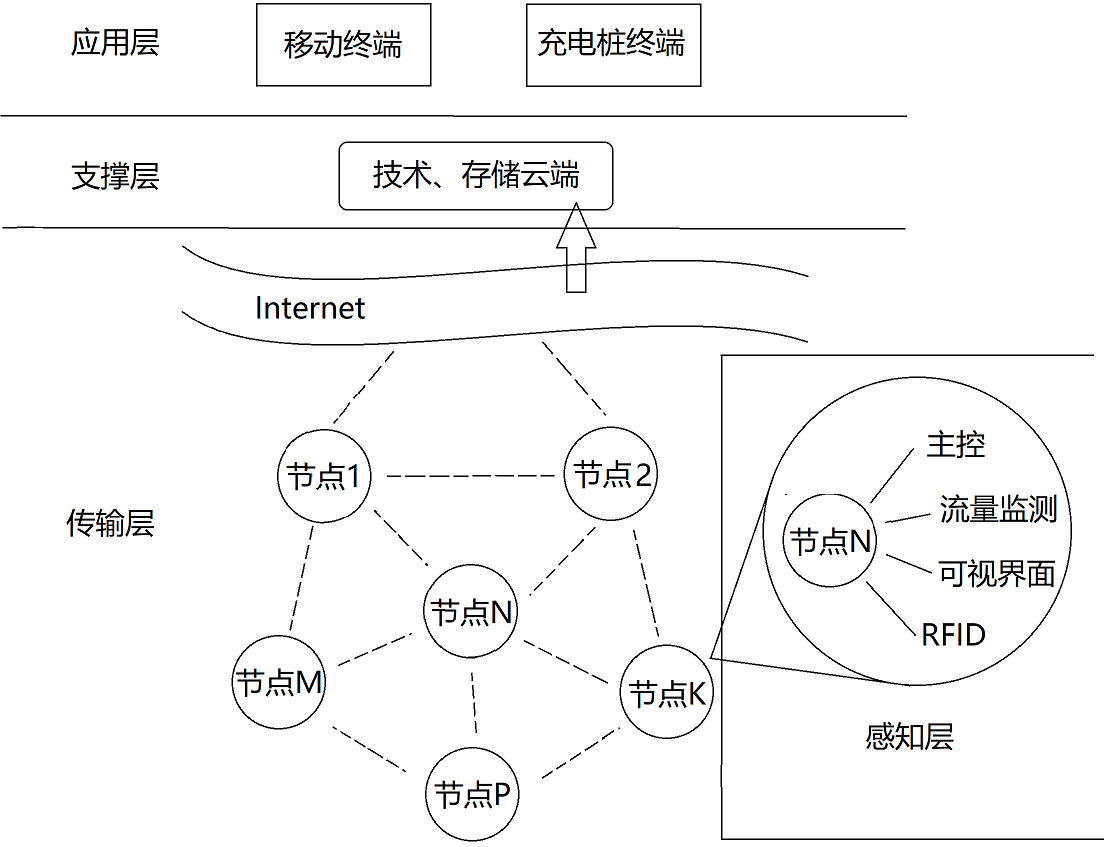 应用层
移动终端
充电桩终端
支撑层
技术、存储云端
Internet
传输层
节点1
节点2
节点N
节点M
节点K
节点P
主控
流量监测
节点N
可视界面
RFID
感知层